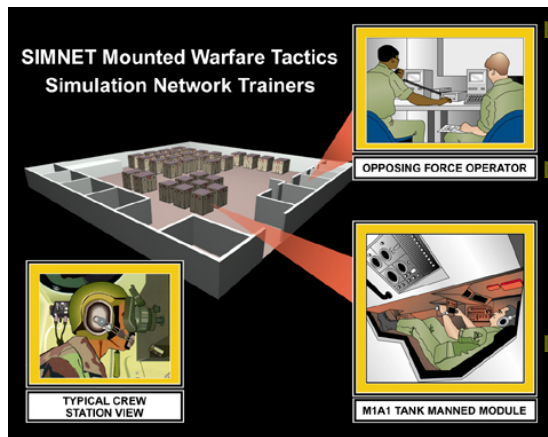 SIMNET Mounted Warfare Tactics
Simulation Network Trainers
OPPOSING FORCE OPERATOR
TYPICAL CREW
STATION VIEW
M1A1 TANK MANNED MODULE